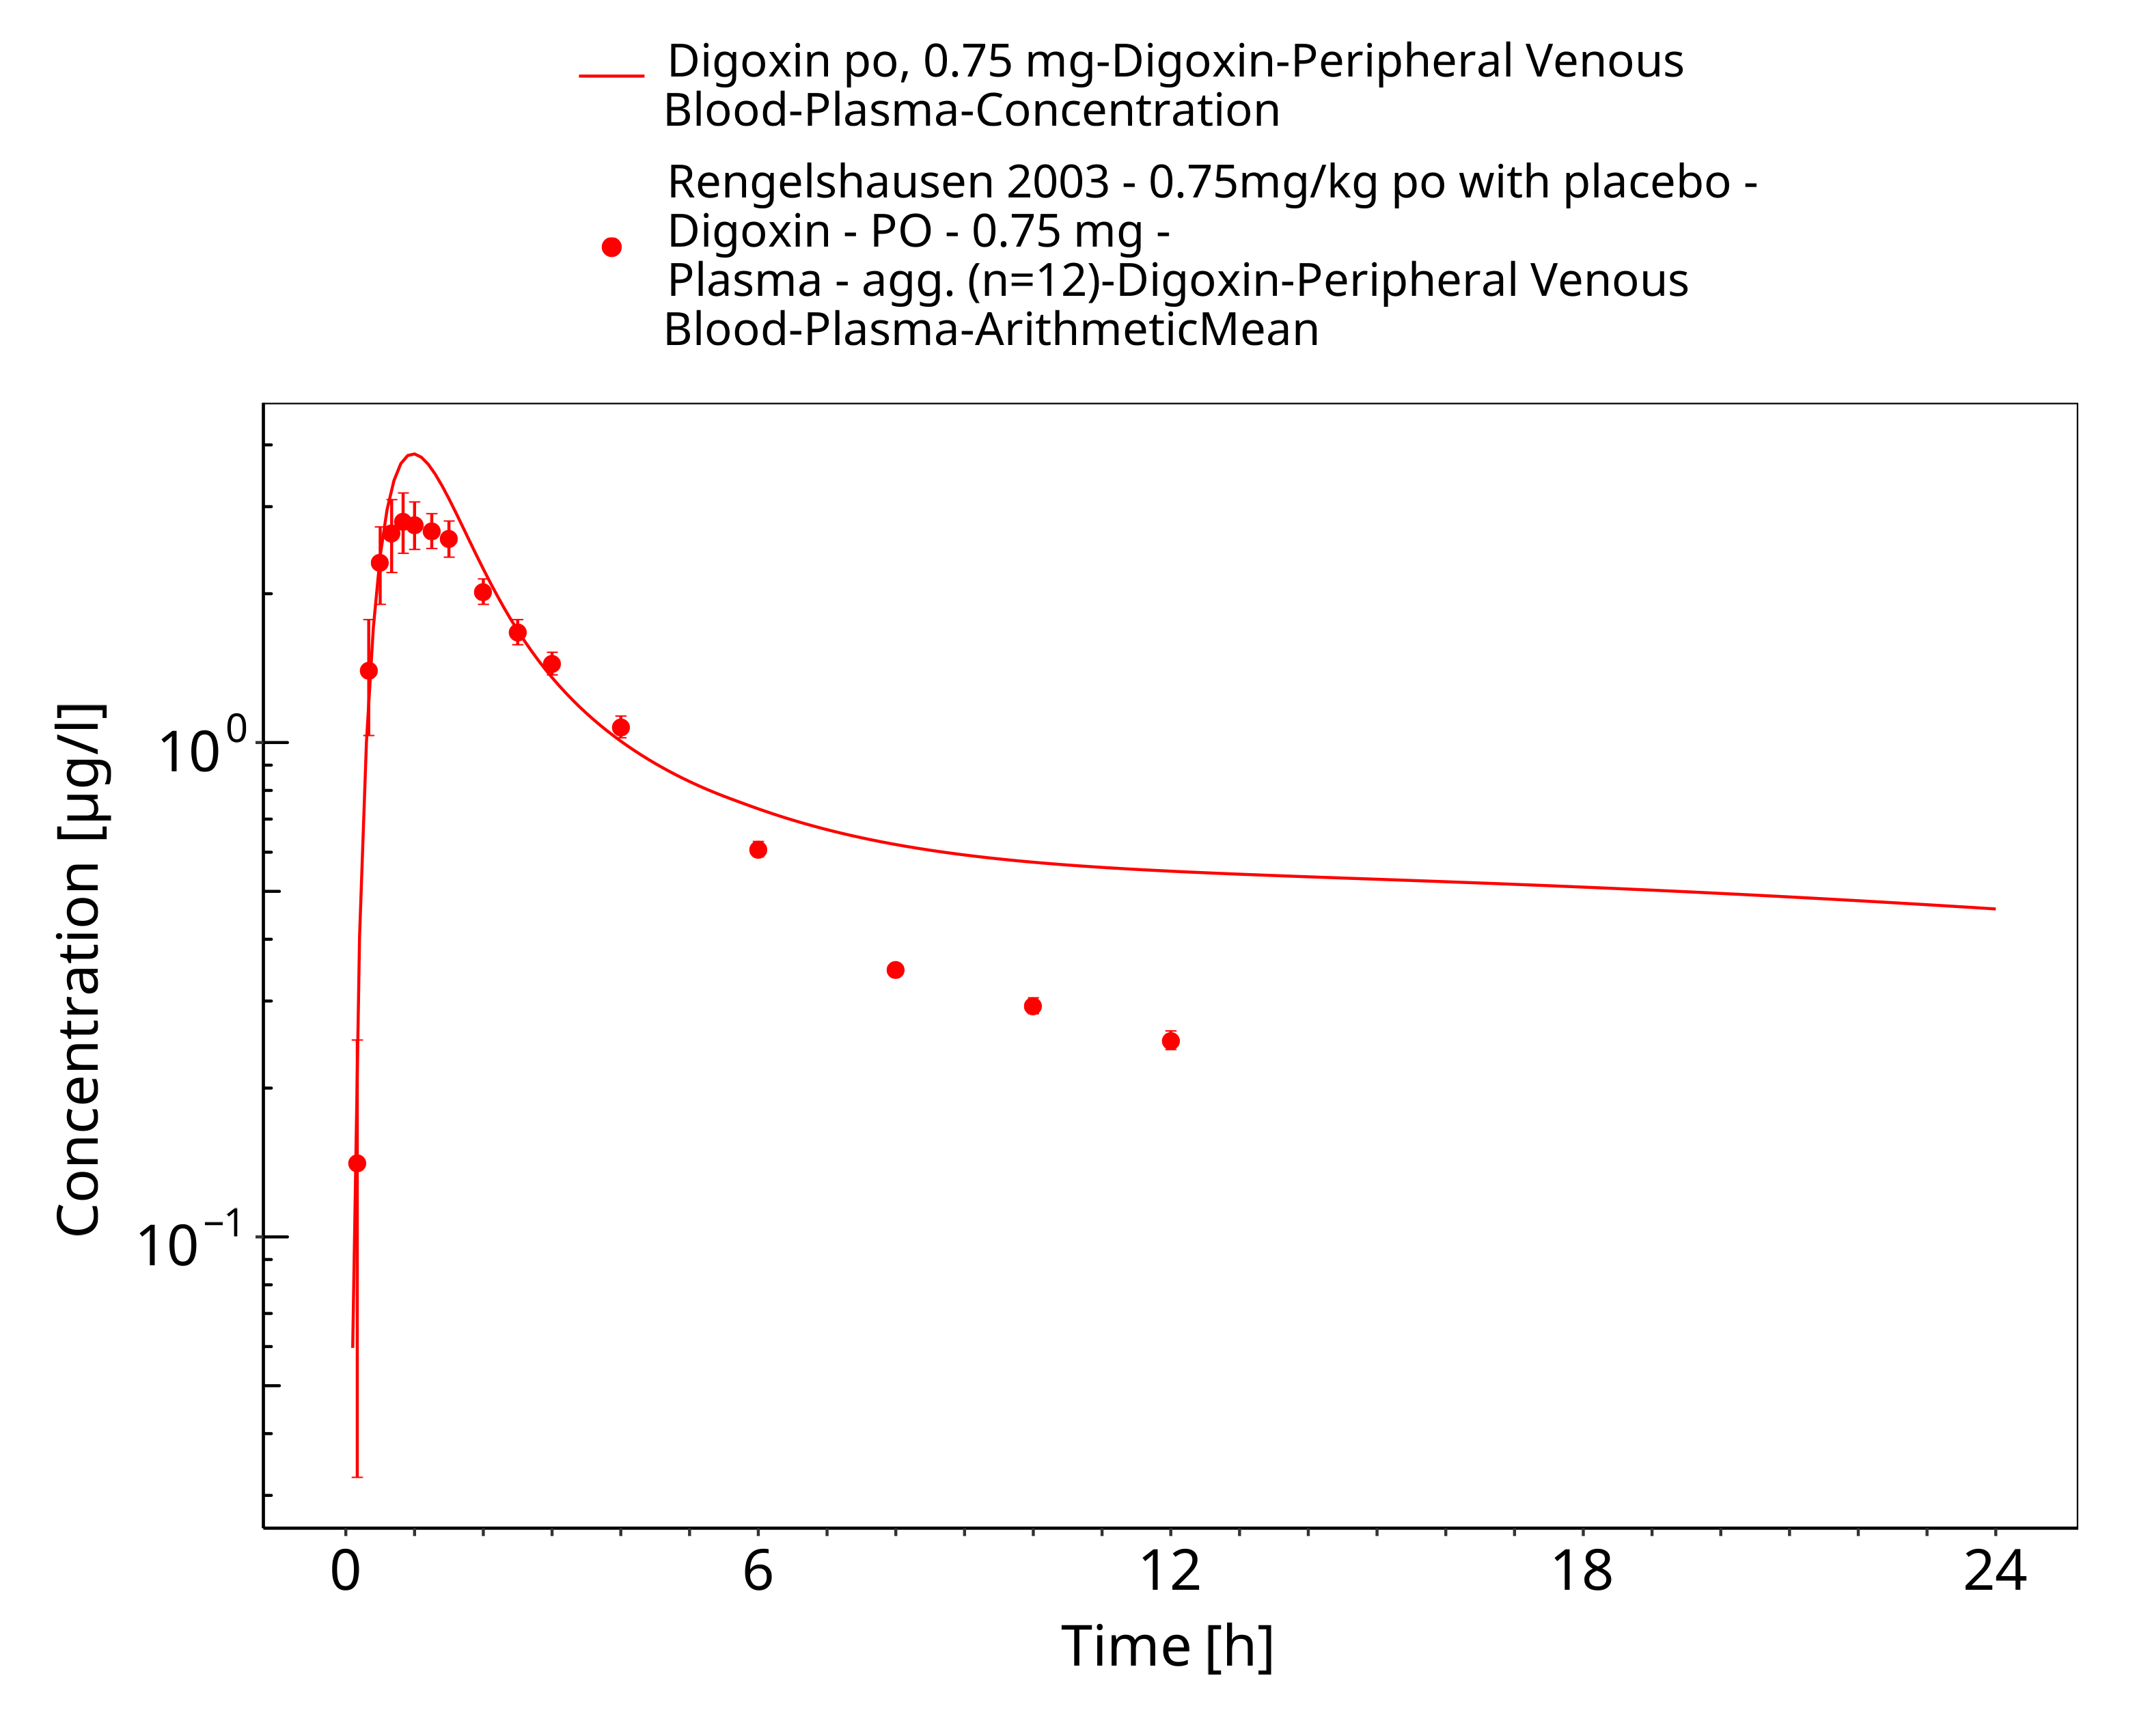 Digoxin po, 0.75 mg-Digoxin-Peripheral Venous
Blood-Plasma-Concentration
Rengelshausen 2003 - 0.75mg/kg po with placebo -
Digoxin - PO - 0.75 mg -
Plasma - agg. (n=12)-Digoxin-Peripheral Venous
Blood-Plasma-ArithmeticMean
Concentration [µg/l]
10⁰
10⁻¹
0 6 12 18 24
Time [h]